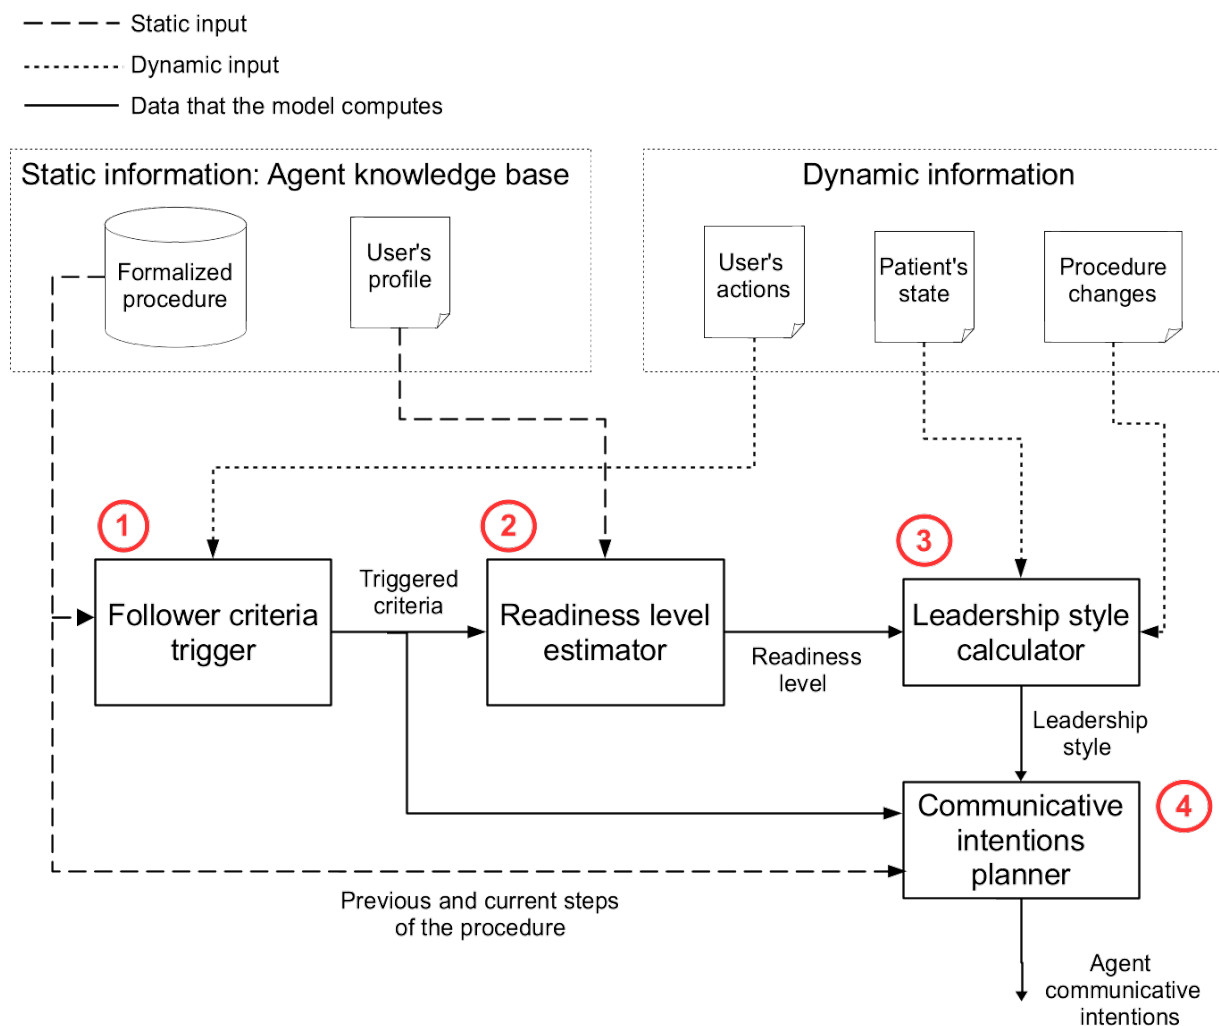 Static input
Dynamic input
Data that the model computes
Static information: Agent knowledge base
Formalized
procedure
User's
profile
Dynamic information
User's
actions
Patient's
state
Procedure
changes
1
Follower criteria
trigger
Triggered
criteria
2
Readiness level
estimator
Readiness
level
3
Leadership style
calculator
Leadership
style
4
Communicative
intentions
planner
Previous and current steps
of the procedure
Agent
communicative
intentions